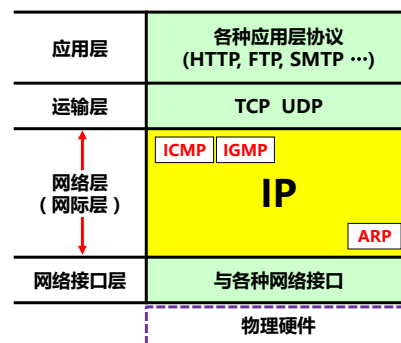 应用层
各种应用层协议
(HTTP, FTP, SMTP …)
运输层
TCP UDP
网络层
（网际层）
ICMP
IGMP
IP
ARP
网络接口层
与各种网络接口
物理硬件